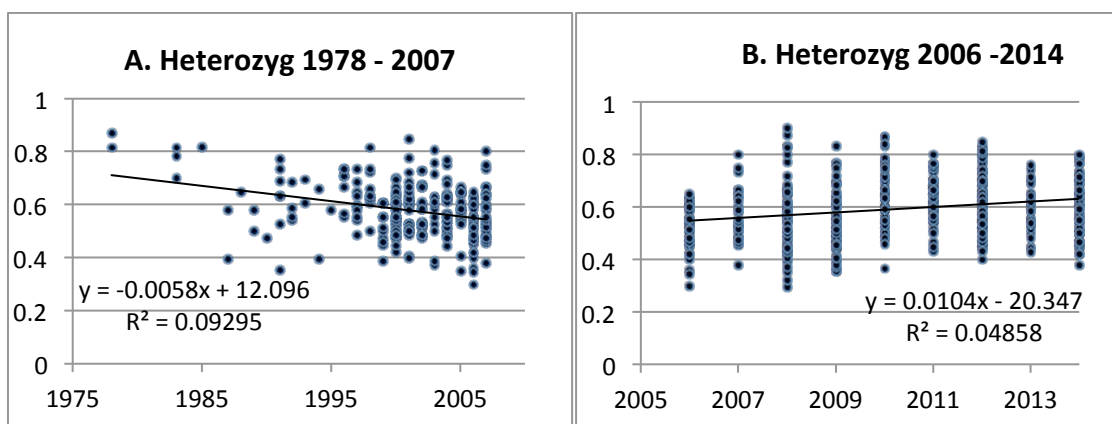 A. Heterozyg 1978 - 2007
1
0.8
0.6
0.4
0.2
0
y = -0.0058x + 12.096
R² = 0.09295
1975 1985 1995 2005
B. Heterozyg 2006 -2014
1
0.8
0.6
0.4
0.2
0
y = 0.0104x - 20.347
R² = 0.04858
2005 2007 2009 2011 2013